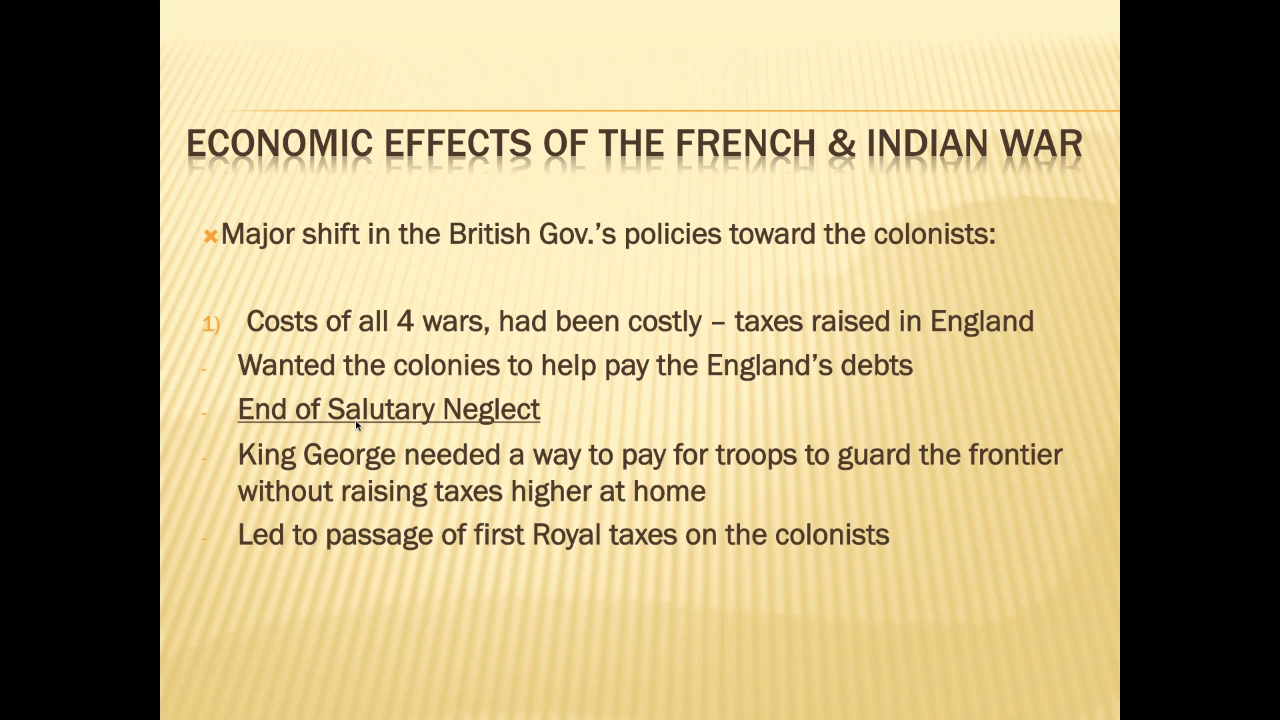 ECONOMIC EFFECTS OF THE FRENCH & INDIAN WAR
Major shift in the British Gov.’s policies toward the colonists:
1) Costs of all 4 wars, had been costly – taxes raised in England
- Wanted the colonies to help pay the England’s debts
- End of Salutary Neglect
- King George needed a way to pay for troops to guard the frontier
without raising taxes higher at home
- Led to passage of first Royal taxes on the colonists